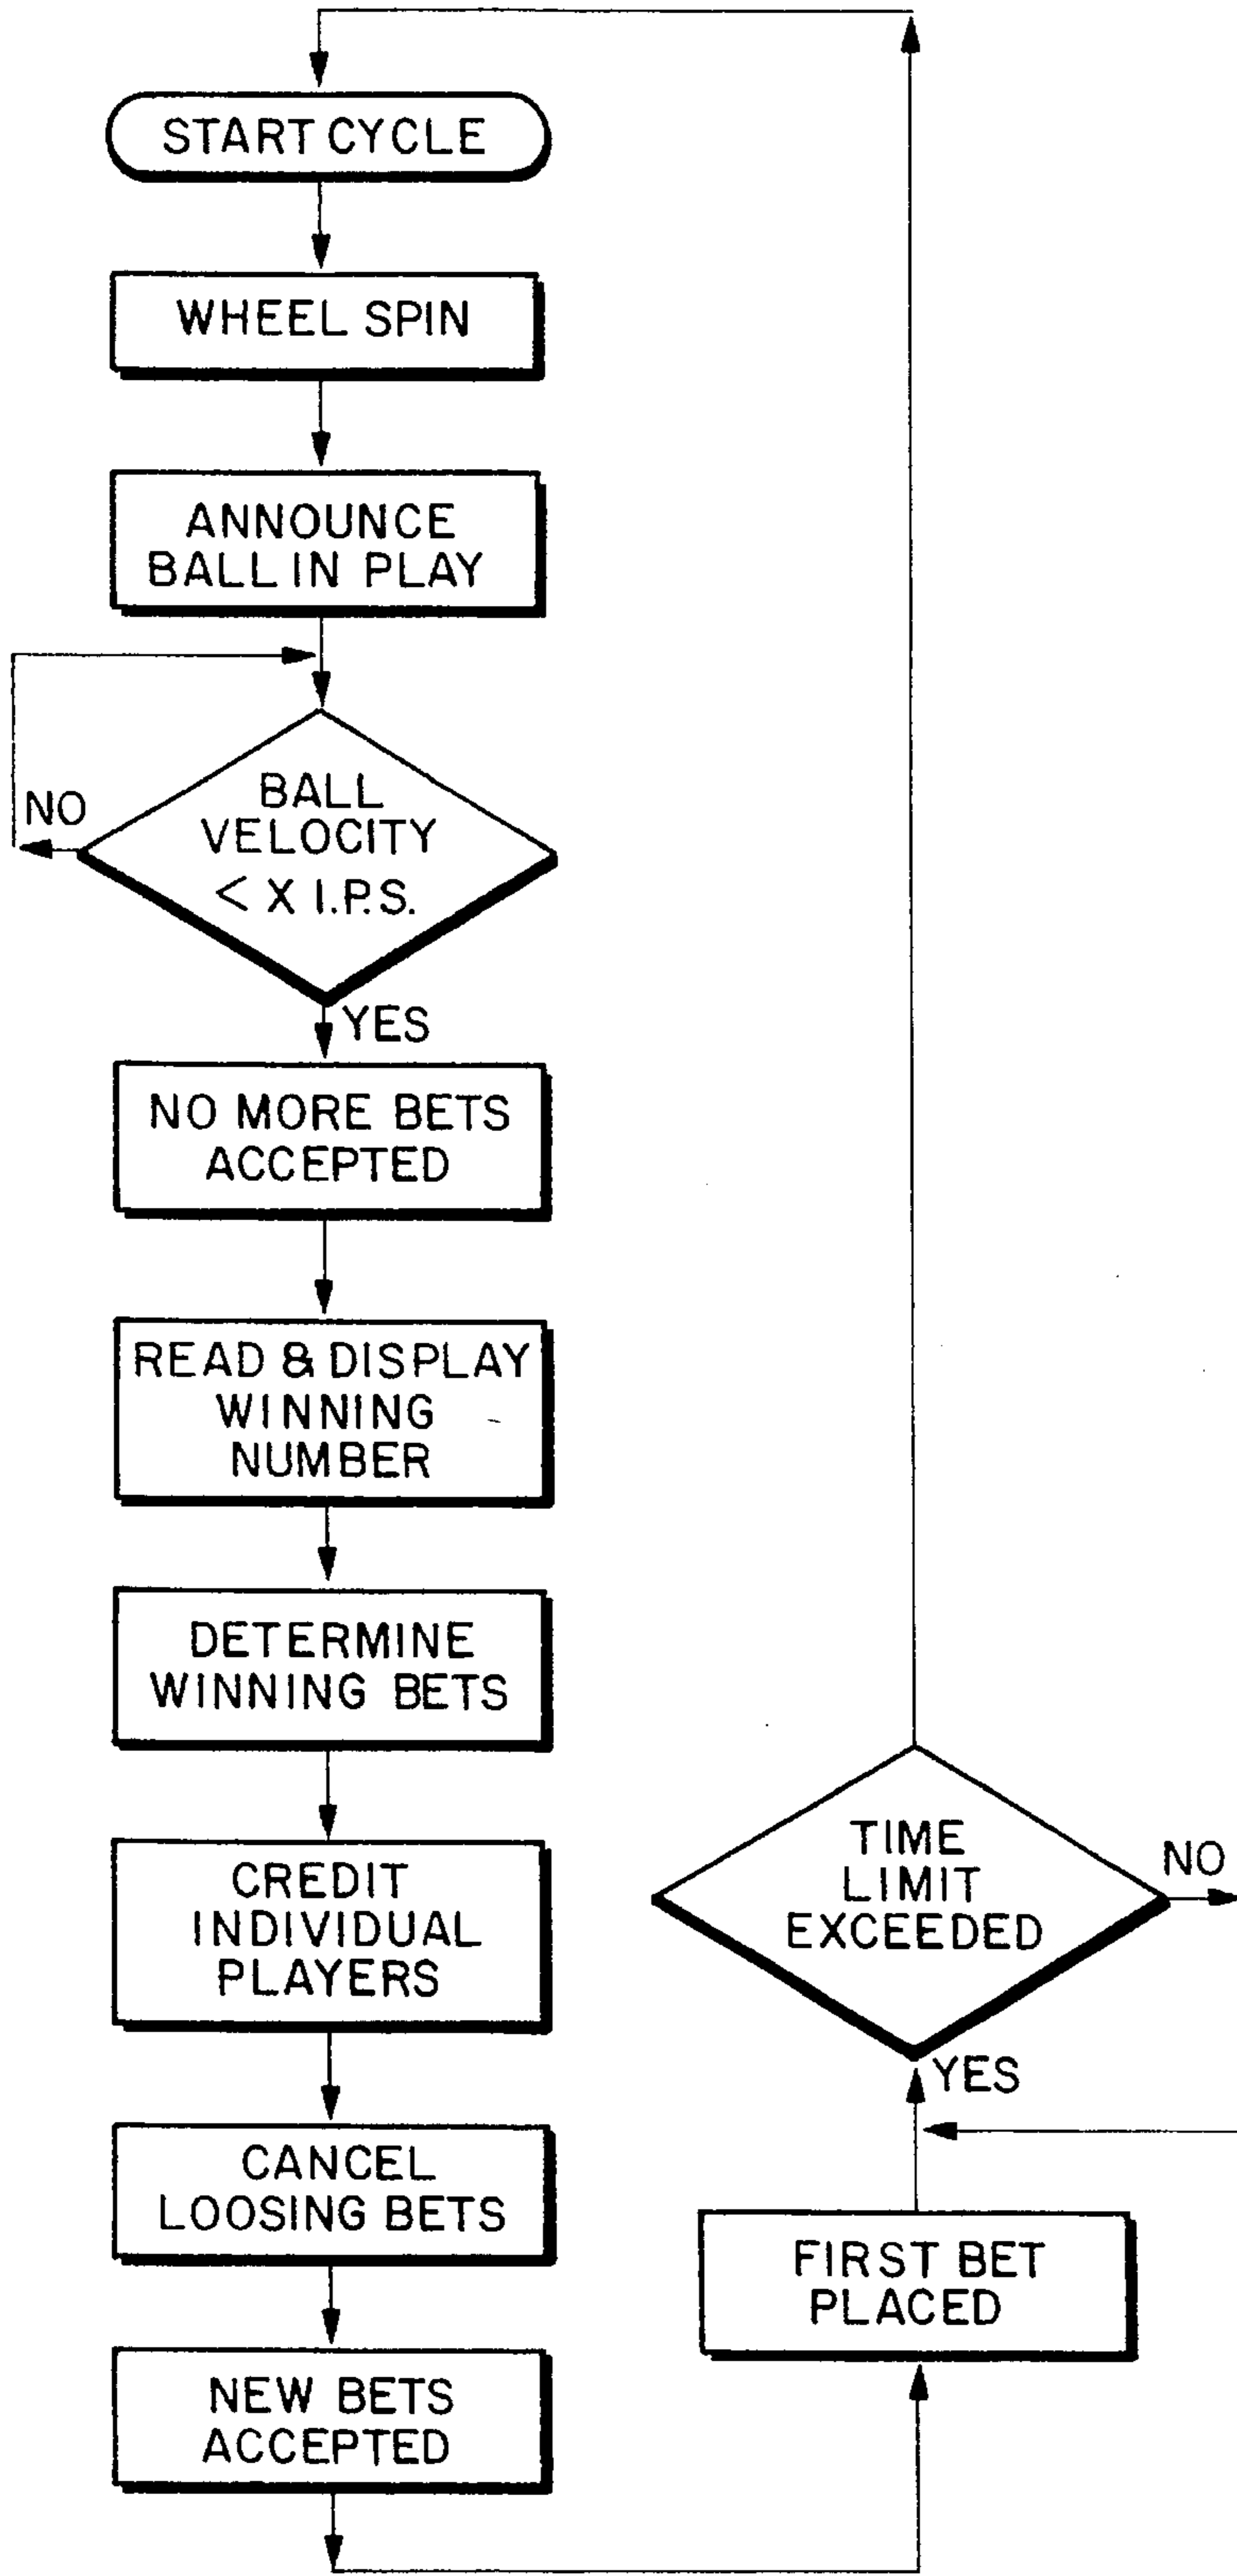 START CYCLE
WHEEL SPIN
ANNOUNCE
BALL IN PLAY
BALL
VELOCITY
< X I.P.S.
NO
YES
NO MORE BETS
ACCEPTED
READ & DISPLAY
WINNING
NUMBER
DETERMINE
WINNING BETS
CREDIT
INDIVIDUAL
PLAYERS
CANCEL
LOOSING BETS
NEW BETS
ACCEPTED
FIRST BET
PLACED
YES
TIME
LIMIT
EXCEEDED
NO